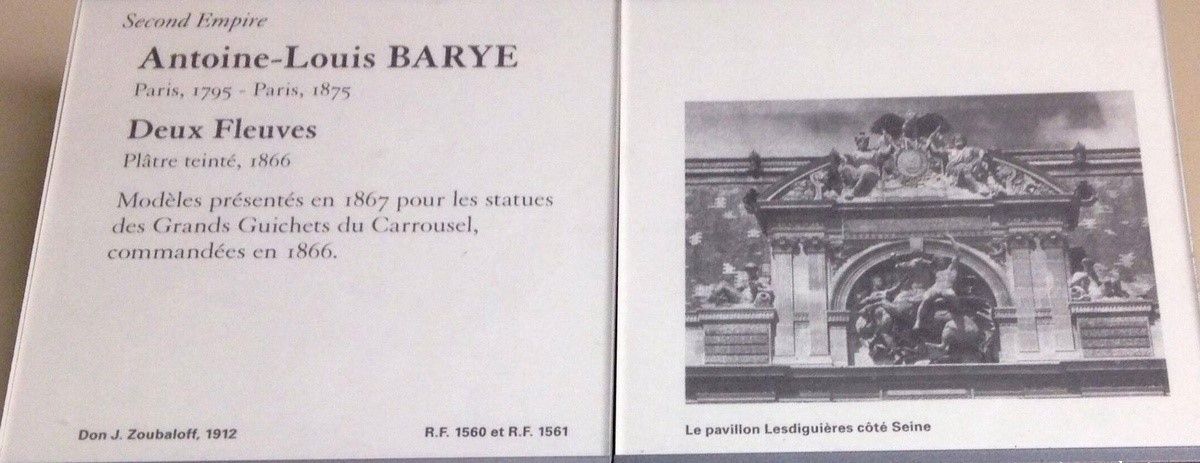 Second Empire
Antoine-Louis BARYE
Paris, 1795 - Paris, 1875
Deux Fleuves
Plâtre teinté, 1866
Modèles présentés en 1867 pour les statues
des Grands Guichets du Carrousel,
commandées en 1866.
Don J. Zoubaloff, 1912
R.F. 1560 et R.F. 1561
Le pavillon Lesdiguières côté Seine